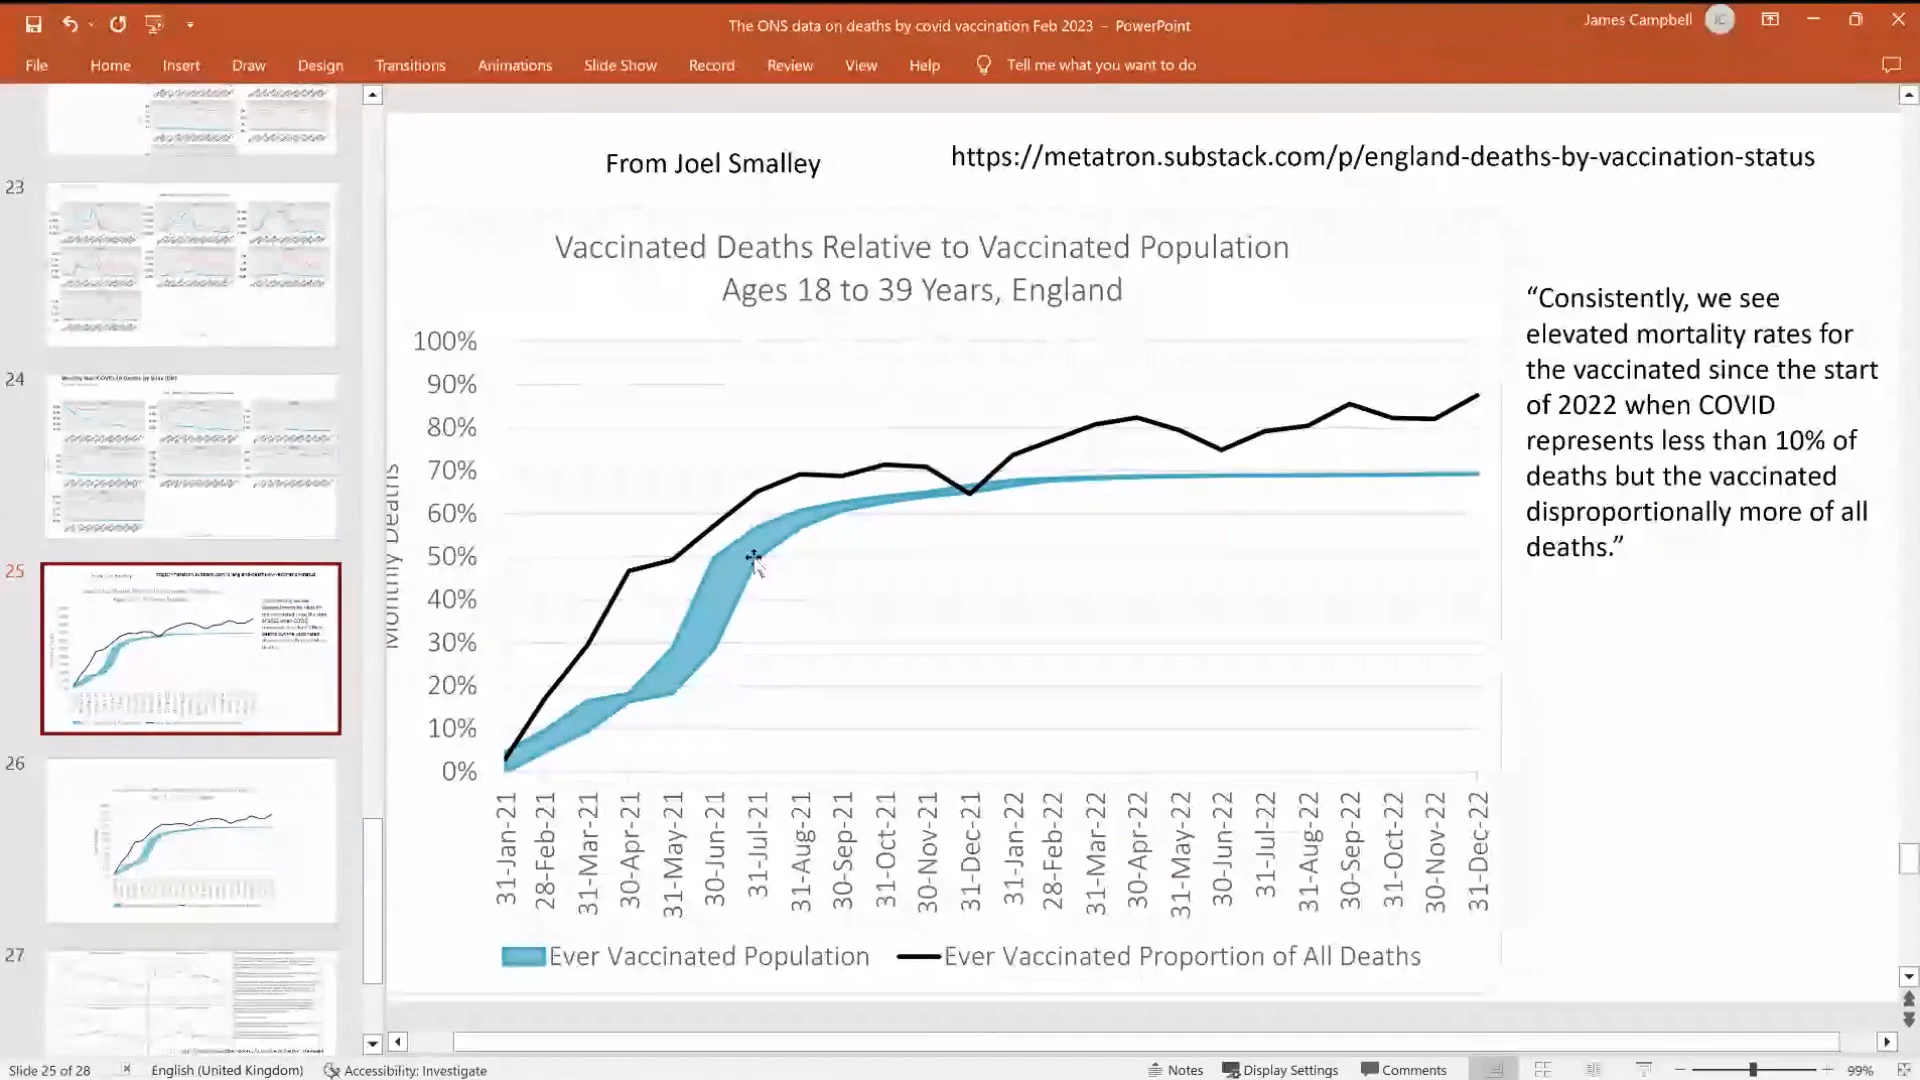 The ONS data on deaths by covid vaccination Feb 2023 – PowerPoint
James Campbell
JC
File Home Insert Draw Design Transitions Animations Slide Show Record Review View Help Tell me what you want to do
23
24
25
26
27
From Joel Smalley
https://metatron.substack.com/p/england-deaths-by-vaccination-status
Vaccinated Deaths Relative to Vaccinated Population
Ages 18 to 39 Years, England
Monthly Deaths
100%
90%
80%
70%
60%
50%
40%
30%
20%
10%
0%
31-Jan-21
28-Feb-21
31-Mar-21
30-Apr-21
31-May-21
30-Jun-21
31-Jul-21
31-Aug-21
30-Sep-21
31-Oct-21
30-Nov-21
31-Dec-21
31-Jan-22
28-Feb-22
31-Mar-22
30-Apr-22
31-May-22
30-Jun-22
31-Jul-22
31-Aug-22
30-Sep-22
31-Oct-22
30-Nov-22
31-Dec-22
Ever Vaccinated Population
Ever Vaccinated Proportion of All Deaths
“Consistently, we see
elevated mortality rates for
the vaccinated since the start
of 2022 when COVID
represents less than 10% of
deaths but the vaccinated
disproportionally more of all
deaths.”
Slide 25 of 28 English (United Kingdom) Accessibility: Investigate Notes Display Settings Comments 99%